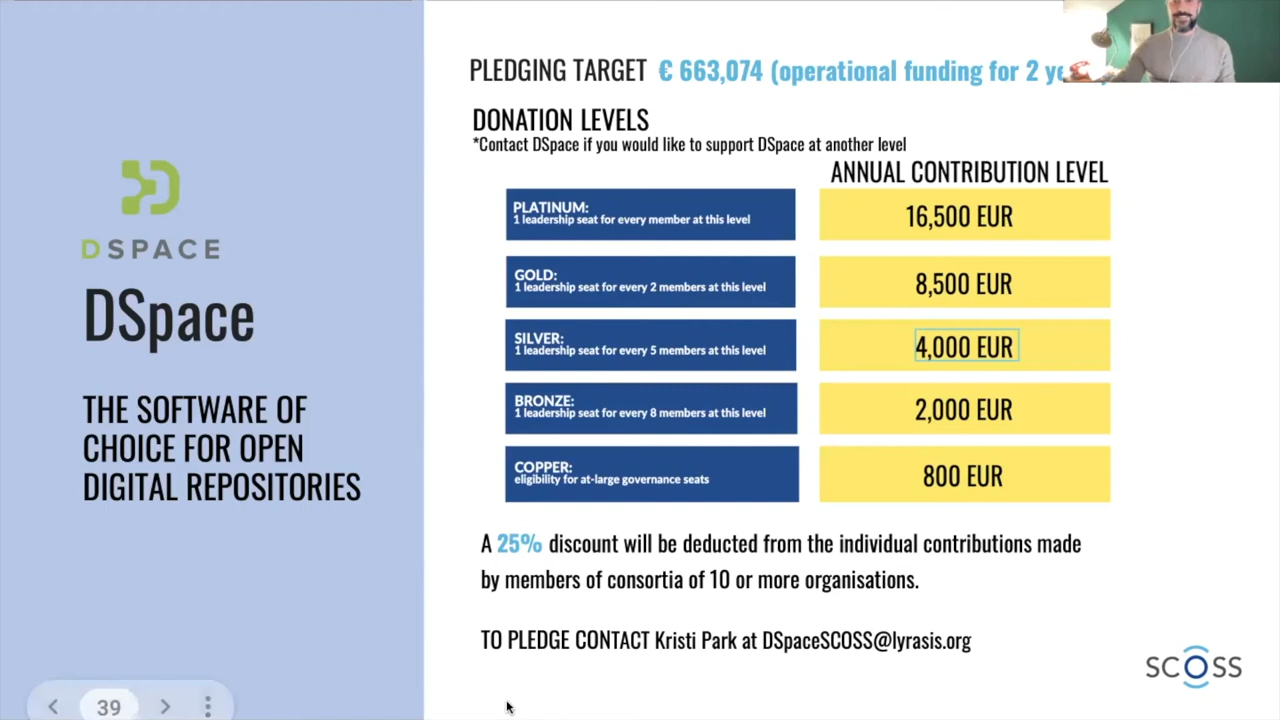 PLEDGING TARGET € 663,074 (operational funding for 2
DONATION LEVELS
*Contact DSpace if you would like to support DSpace at another level
ANNUAL CONTRIBUTION LEVEL
PLATINUM:
1 leadership seat for every member at this level
16,500 EUR
GOLD:
1 leadership seat for every 2 members at this level
8,500 EUR
SILVER:
1 leadership seat for every 5 members at this level
4,000 EUR
BRONZE:
1 leadership seat for every 8 members at this level
2,000 EUR
COPPER:
eligibility for at-large governance seats
800 EUR
A 25% discount will be deducted from the individual contributions made
by members of consortia of 10 or more organisations.
TO PLEDGE CONTACT Kristi Park at DSpaceSCOSS@lyrasis.org
DSPACE
DSpace
THE SOFTWARE OF
CHOICE FOR OPEN
DIGITAL REPOSITORIES
39
SCOSS